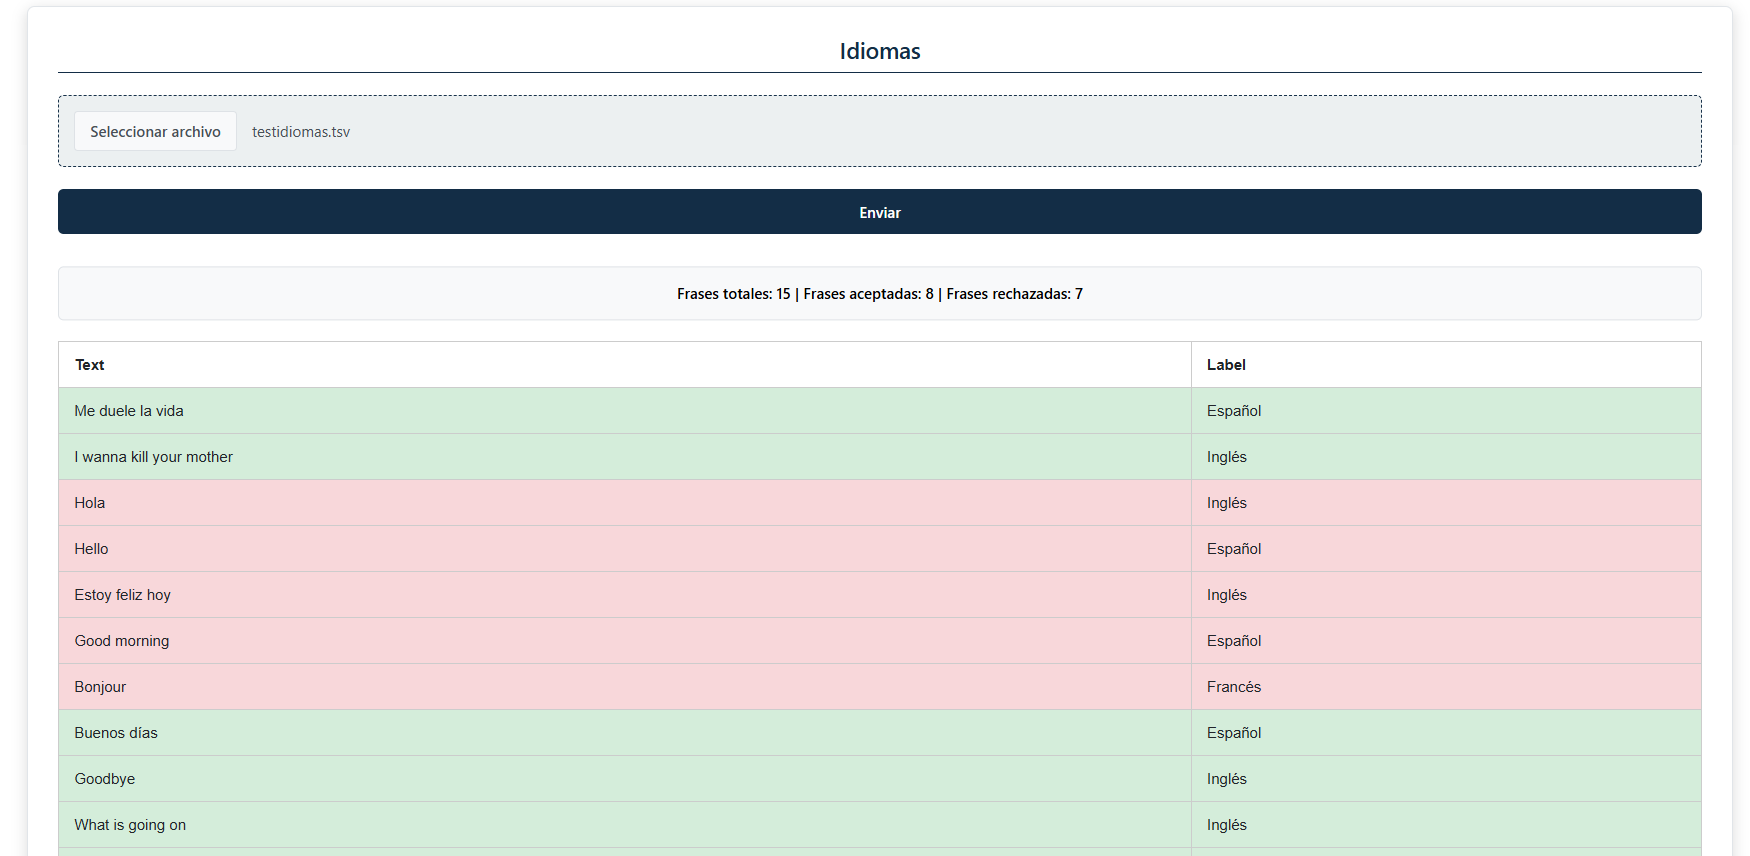 Idiomas
Seleccionar archivo testidiomas.tsv
Enviar
Frases totales: 15 | Frases aceptadas: 8 | Frases rechazadas: 7
Text Label
Me duele la vida Español
I wanna kill your mother Inglés
Hola Inglés
Hello Español
Estoy feliz hoy Inglés
Good morning Español
Bonjour Francés
Buenos días Español
Goodbye Inglés
What is going on Inglés